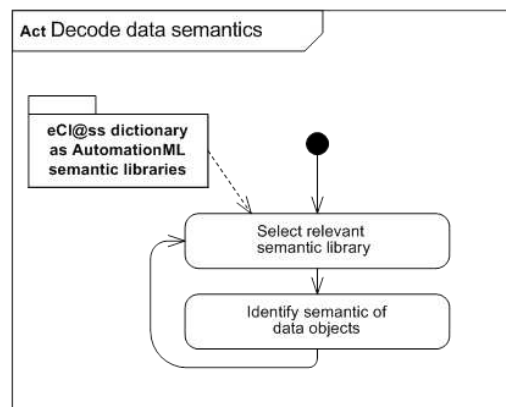 Act Decode data semantics
eCl@ss dictionary
as AutomationML
semantic libraries
Select relevant
semantic library
Identify semantic of
data objects